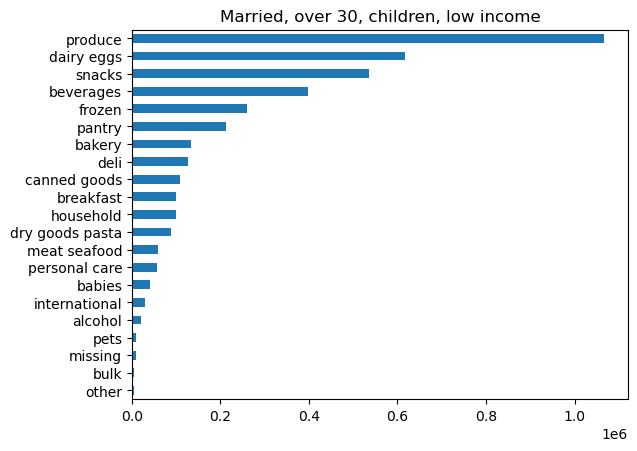 Married, over 30, children, low income
produce
dairy eggs
snacks
beverages
frozen
pantry
bakery
deli
canned goods
breakfast
household
dry goods pasta
meat seafood
personal care
babies
international
alcohol
pets
missing
bulk
other
0.0 0.2 0.4 0.6 0.8 1.0
1e6